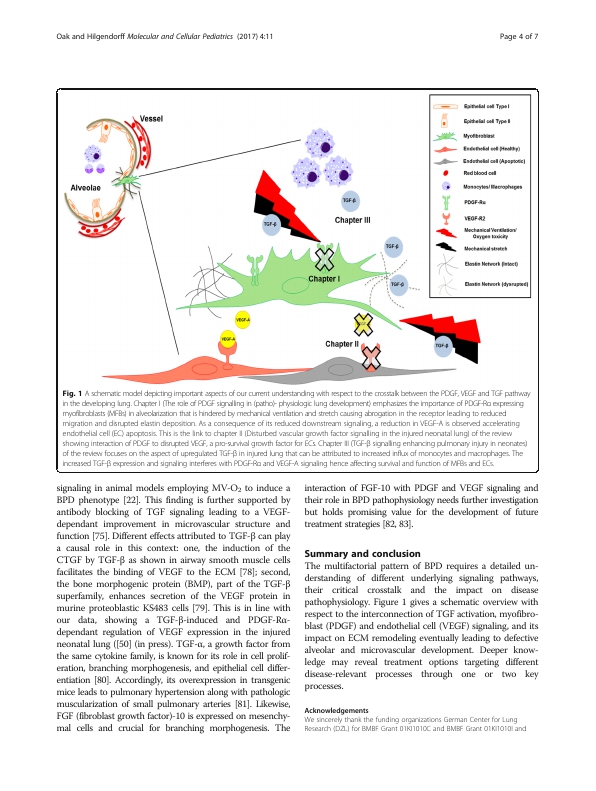 Oak and Hilgendorff Molecular and Cellular Pediatrics (2017) 4:11
Page 4 of 7
Vessel
Alveolae
TGF-β
TGF-β
Chapter III
TGF-β
TGF-β
Chapter I
VEGF-A
VEGF-A
Chapter II
TGF-β
Epithelial cell Type I
Epithelial cell Type II
Myofibroblast
Endothelial cell (Healthy)
Endothelial cell (Apoptotic)
Red blood cell
Monocytes/ Macrophages
PDGF-Rα
VEGF-R2
Mechanical Ventilation/
Oxygen toxicity
Mechanical stretch
Elastin Network (Intact)
Elastin Network (dysrupted)
Fig. 1 A schematic model depicting important aspects of our current understanding with respect to the crosstalk between the PDGF, VEGF and TGF pathway
in the developing lung. Chapter I (The role of PDGF signalling in (patho)- physiologic lung development) emphasizes the importance of PDGF-Rα expressing
myofibroblasts (MFBs) in alveolarization that is hindered by mechanical ventilation and stretch causing abrogation in the receptor leading to reduced
migration and disrupted elastin deposition. As a consequence of its reduced downstream signaling, a reduction in VEGF-A is observed accelerating
endothelial cell (EC) apoptosis. This is the link to chapter II (Disturbed vascular growth factor signalling in the injured neonatal lung) of the review
showing interaction of PDGF to disrupted VEGF, a pro-survival growth factor for ECs. Chapter III (TGF-β signalling enhancing pulmonary injury in neonates)
of the review focuses on the aspect of upregulated TGF-β in injured lung that can be attributed to increased influx of monocytes and macrophages. The
increased TGF-β expression and signaling interferes with PDGF-Rα and VEGF-A signaling hence affecting survival and function of MFBs and ECs.
signaling in animal models employing MV-O2 to induce a
BPD phenotype [22]. This finding is further supported by
antibody blocking of TGF signaling leading to a VEGF-
dependant improvement in microvascular structure and
function [75]. Different effects attributed to TGF-β can play
a causal role in this context: one, the induction of the
CTGF by TGF-β as shown in airway smooth muscle cells
facilitates the binding of VEGF to the ECM [78]; second,
the bone morphogenic protein (BMP), part of the TGF-β
superfamily, enhances secretion of the VEGF protein in
murine proteoblastic KS483 cells [79]. This is in line with
our data, showing a TGF-β-induced and PDGF-Rα-
dependant regulation of VEGF expression in the injured
neonatal lung ([50] (in press). TGF-α, a growth factor from
the same cytokine family, is known for its role in cell prolif-
eration, branching morphogenesis, and epithelial cell differ-
entiation [80]. Accordingly, its overexpression in transgenic
mice leads to pulmonary hypertension along with pathologic
muscularization of small pulmonary arteries [81]. Likewise,
FGF (fibroblast growth factor)-10 is expressed on mesenchy-
mal cells and crucial for branching morphogenesis. The
interaction of FGF-10 with PDGF and VEGF signaling and
their role in BPD pathophysiology needs further investigation
but holds promising value for the development of future
treatment strategies [82, 83].
Summary and conclusion
The multifactorial pattern of BPD requires a detailed un-
derstanding of different underlying signaling pathways,
their critical crosstalk and the impact on disease
pathophysiology. Figure 1 gives a schematic overview with
respect to the interconnection of TGF activation, myofibro-
blast (PDGF) and endothelial cell (VEGF) signaling, and its
impact on ECM remodeling eventually leading to defective
alveolar and microvascular development. Deeper know-
ledge may reveal treatment options targeting different
disease-relevant processes through one or two key
processes.
Acknowledgements
We sincerely thank the funding organizations German Center for Lung
Research (DZL) for BMBF Grant 01KI1010C and BMBF Grant 01KI1010I and